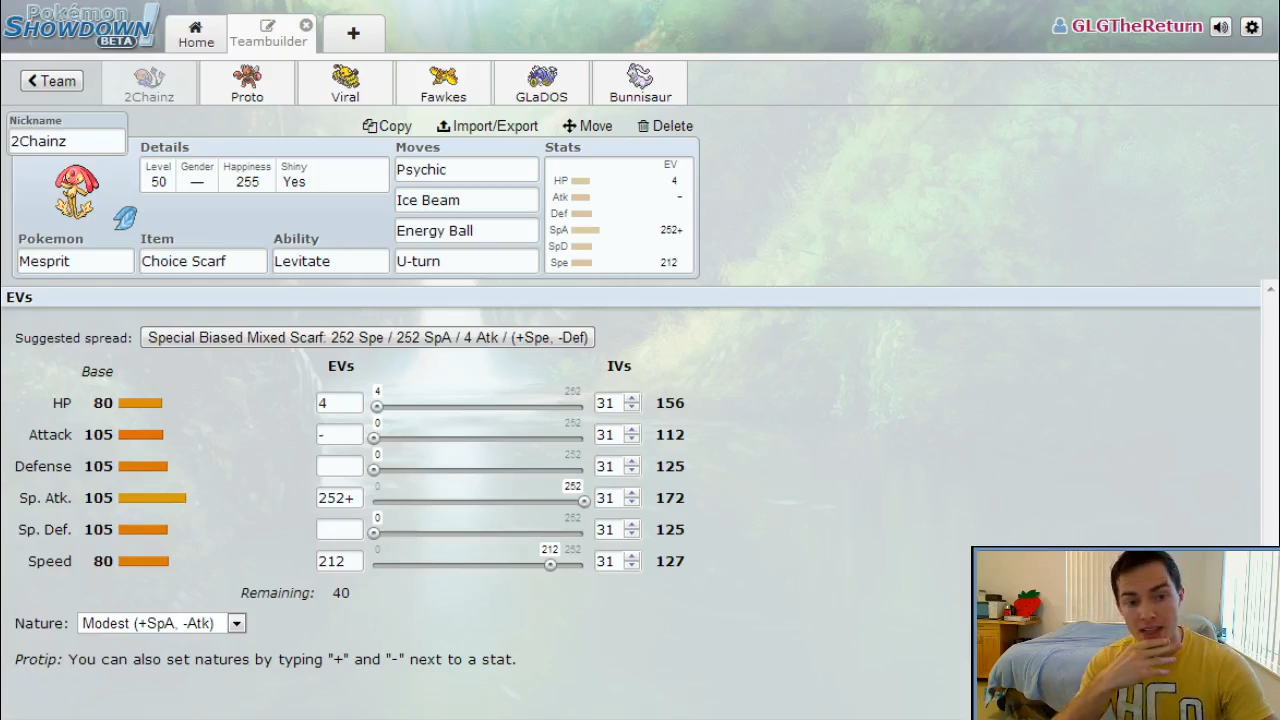 Pokémon
SHOWDOWN!
BETA
Home
Teambuilder
+
GLGTheReturn
Team
2Chainz
Proto
Viral
Fawkes
GLaDOS
Bunnisaur
Copy
Import/Export
Move
Delete
Nickname
2Chainz
Details
Level Gender Happiness Shiny
50 — 255 Yes
Pokemon
Mesprit
Item
Choice Scarf
Ability
Levitate
Moves
Psychic
Ice Beam
Energy Ball
U-turn
Stats
EV
HP 4
Atk -
Def
SpA 252+
SpD
Spe 212
EVs
Suggested spread: Special Biased Mixed Scarf: 252 Spe / 252 SpA / 4 Atk / (+Spe, -Def)
Base EVs IVs
4 252
HP 80 4 31 156
0 252
Attack 105 - 31 112
0 252
Defense 105 31 125
0 252
Sp. Atk. 105 252+ 31 172
0 252
Sp. Def. 105 31 125
0 212 252
Speed 80 212 31 127
Remaining: 40
Nature: Modest (+SpA, -Atk)
Protip: You can also set natures by typing "+" and "-" next to a stat.